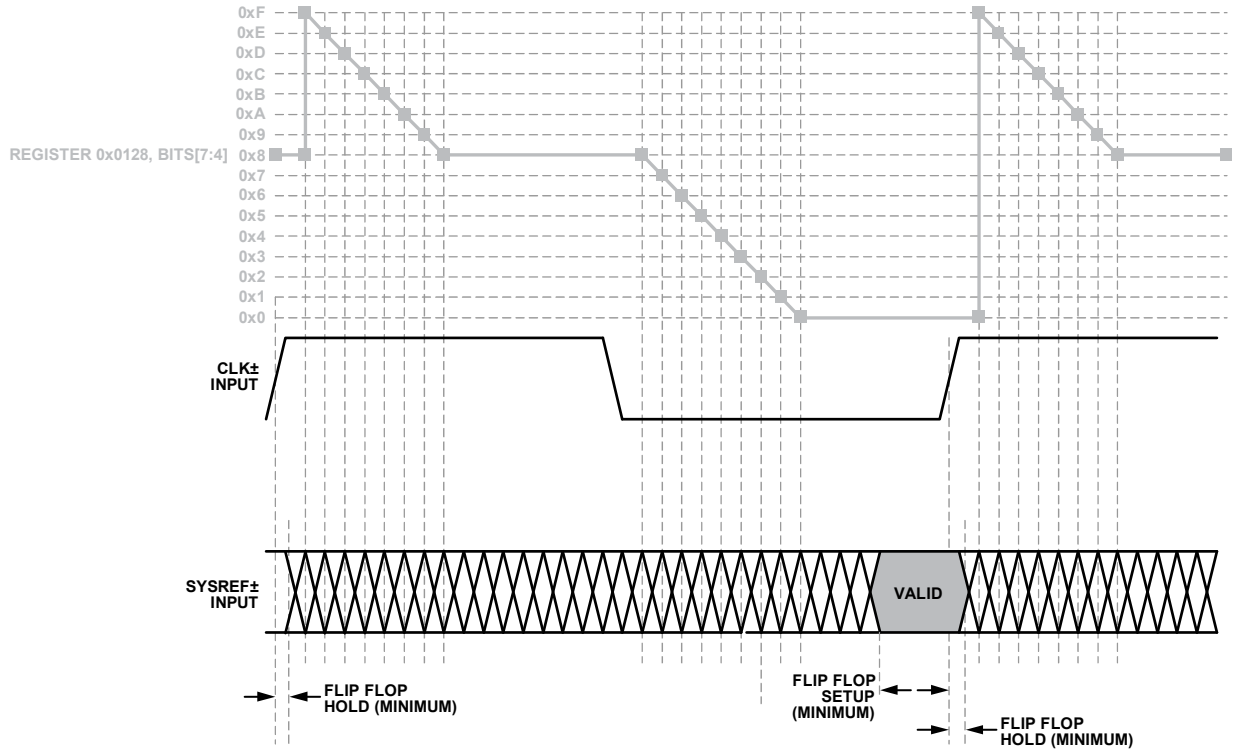 0xF
0xE
0xD
0xC
0xB
0xA
0x9
REGISTER 0x0128, BITS[7:4] 0x8
0x7
0x6
0x5
0x4
0x3
0x2
0x1
0x0
CLK±
INPUT
SYSREF±
INPUT
VALID
FLIP FLOP
HOLD (MINIMUM)
FLIP FLOP
SETUP
(MINIMUM)
FLIP FLOP
HOLD (MINIMUM)